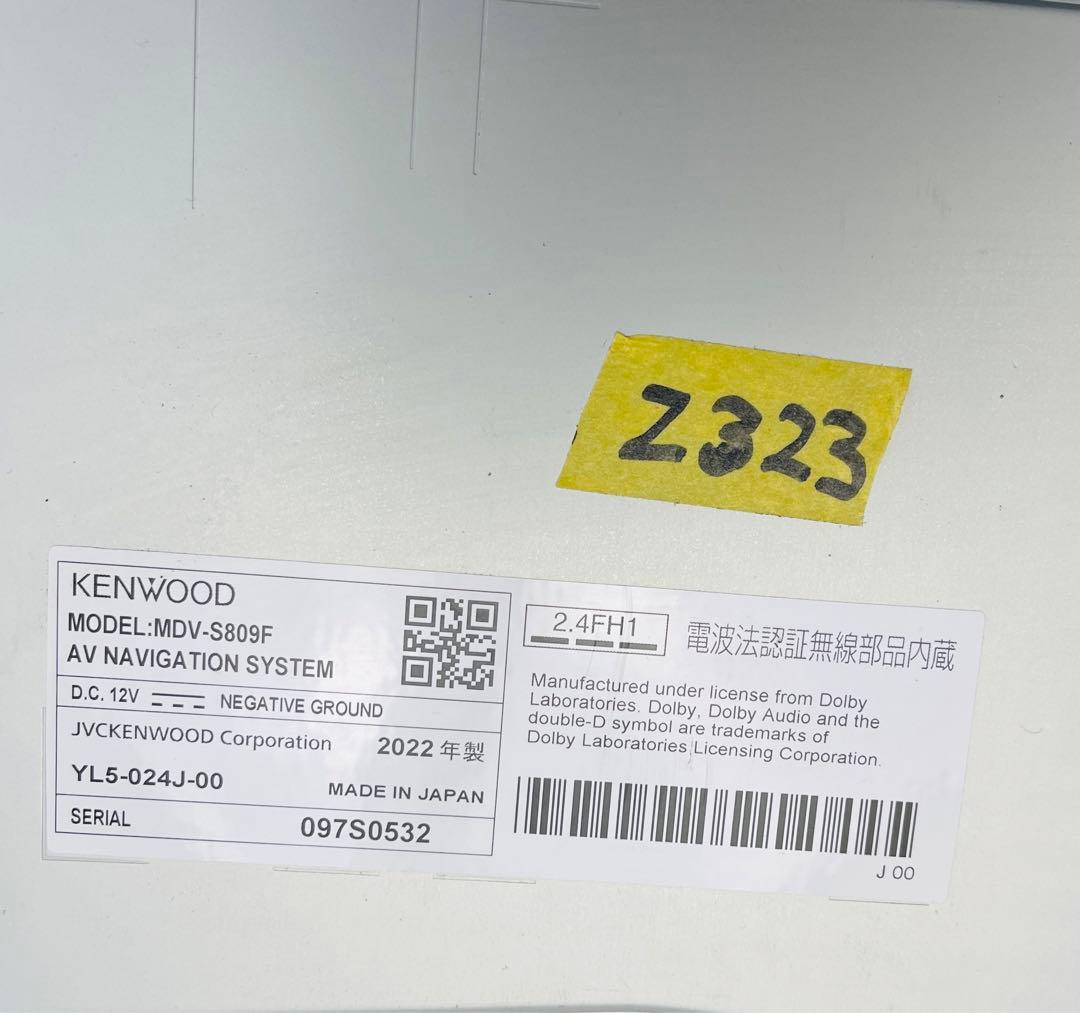 Z323
KENWOOD
MODEL:MDV-S809F
AV NAVIGATION SYSTEM
D.C. 12V NEGATIVE GROUND
JVCKENWOOD Corporation 2022 年製
YL5-024J-00 MADE IN JAPAN
SERIAL 097S0532
2.4FH1
電波法認証無線部品内蔵
Manufactured under license from Dolby
Laboratories. Dolby, Dolby Audio and the
double-D symbol are trademarks of
Dolby Laboratories Licensing Corporation.
J 00